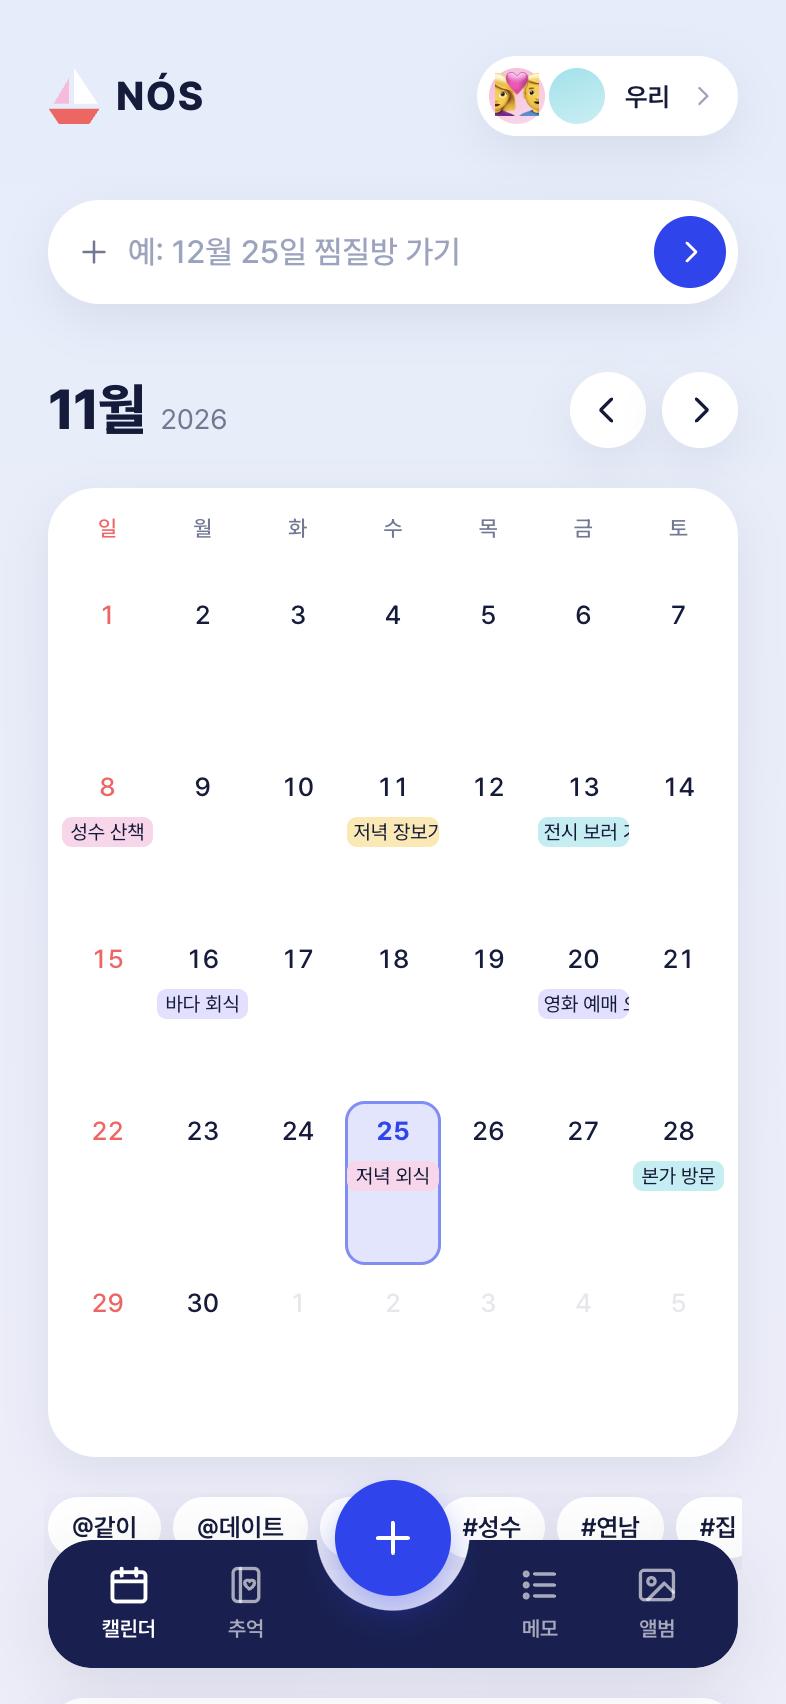 NÓS
우리
예: 12월 25일 찜질방 가기
11월 2026
일 월 화 수 목 금 토
1 2 3 4 5 6 7
8 9 10 11 12 13 14
성수 산책 저녁 장보기 전시 보러
15 16 17 18 19 20 21
바다 회식 영화 예매
22 23 24 25 26 27 28
저녁 외식 본가 방문
29 30 1 2 3 4 5
@같이 @데이트 #성수 #연남 #집
캘린더 추억 메모 앨범